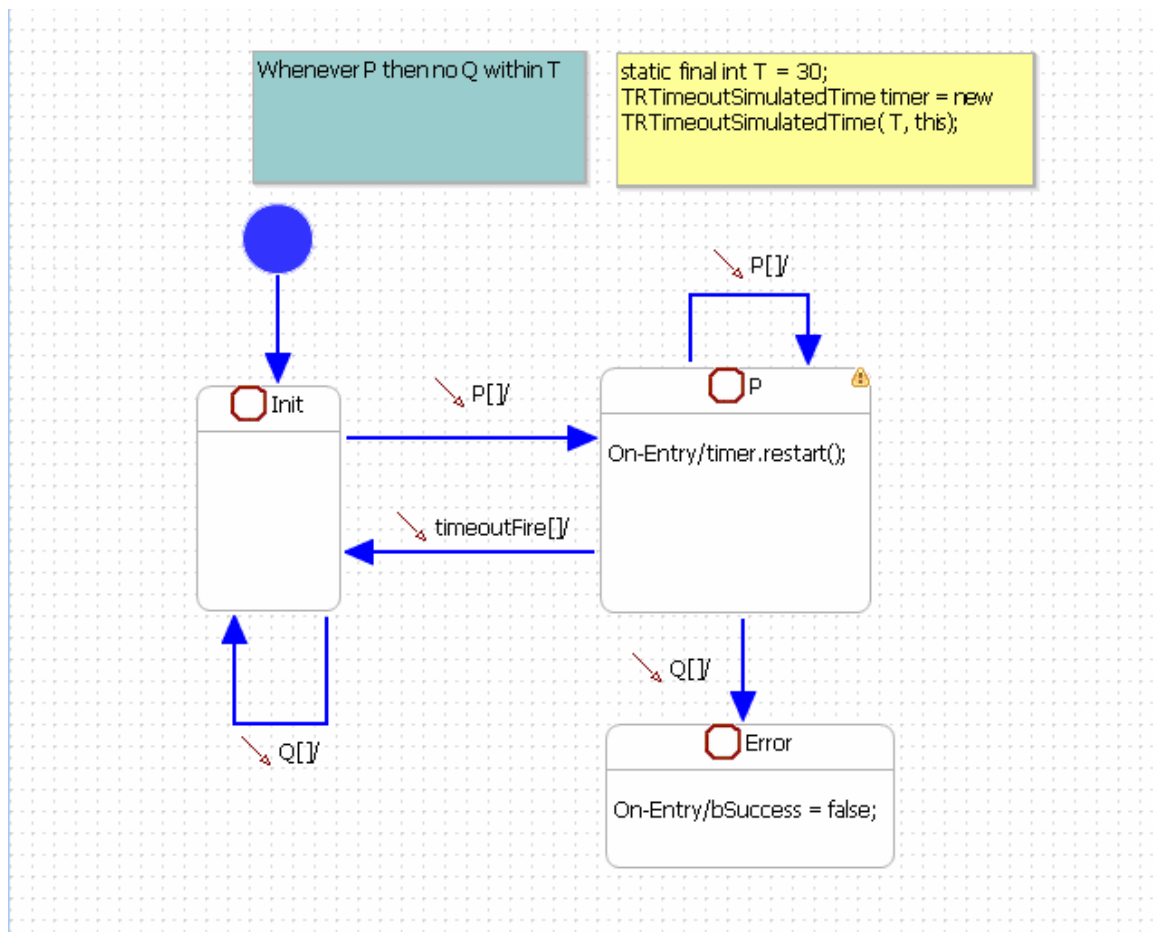 Whenever P then no Q within T
static final int T = 30;
TRTimeoutSimulatedTime timer = new
TRTimeoutSimulatedTime( T, this);
P[]/
P[]/
Init
P
On-Entry/timer.restart();
timeoutFire[]/
Q[]/
Q[]/
Error
On-Entry/bSuccess = false;